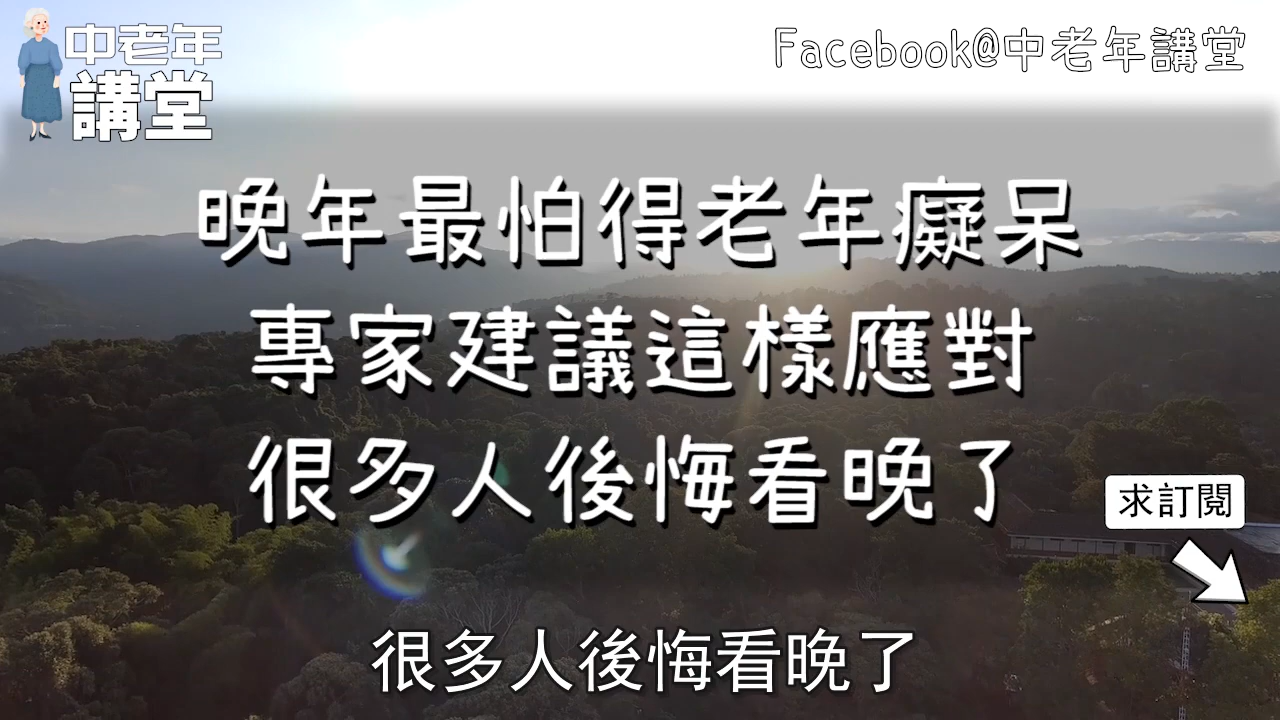 中老年
講堂
Facebook@中老年講堂
晚年最怕得老年癡呆
專家建議這樣應對
很多人後悔看晚了
求訂閱
很多人後悔看晚了